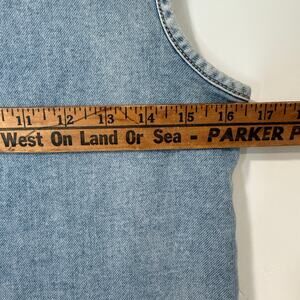 11 12 13 14 15 16 17
West On Land Or Sea - PARKER P